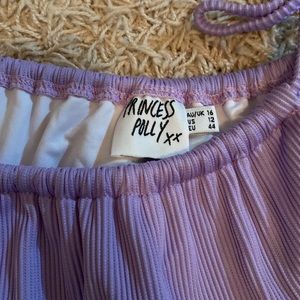 PRINCESS
POLLY
xx
AU/UK 16
US 12
EU 44